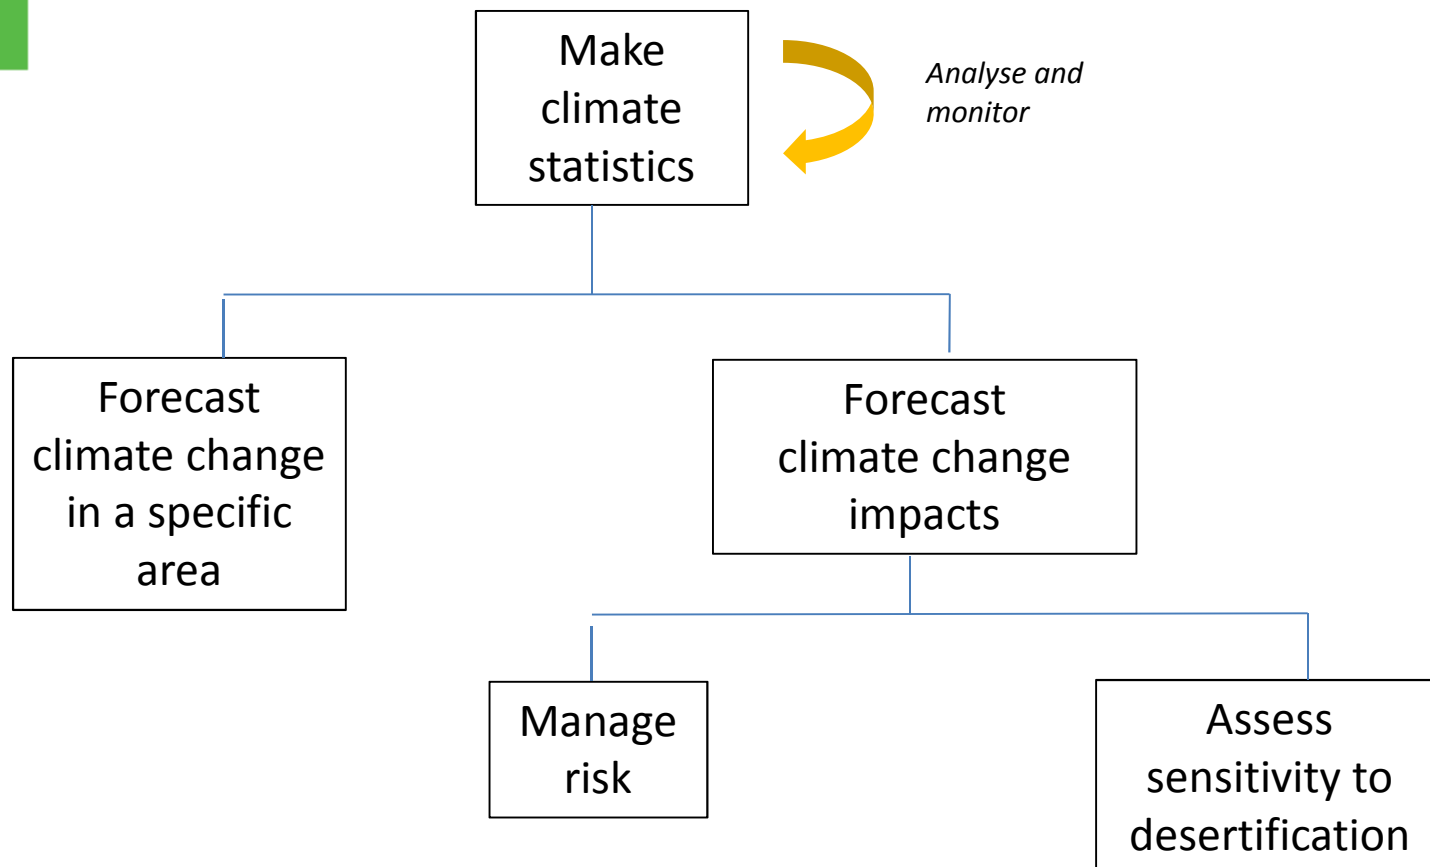 Make
climate
statistics
Analyse and
monitor
Forecast
climate change
in a specific
area
Forecast
climate change
impacts
Manage
risk
Assess
sensitivity to
desertification